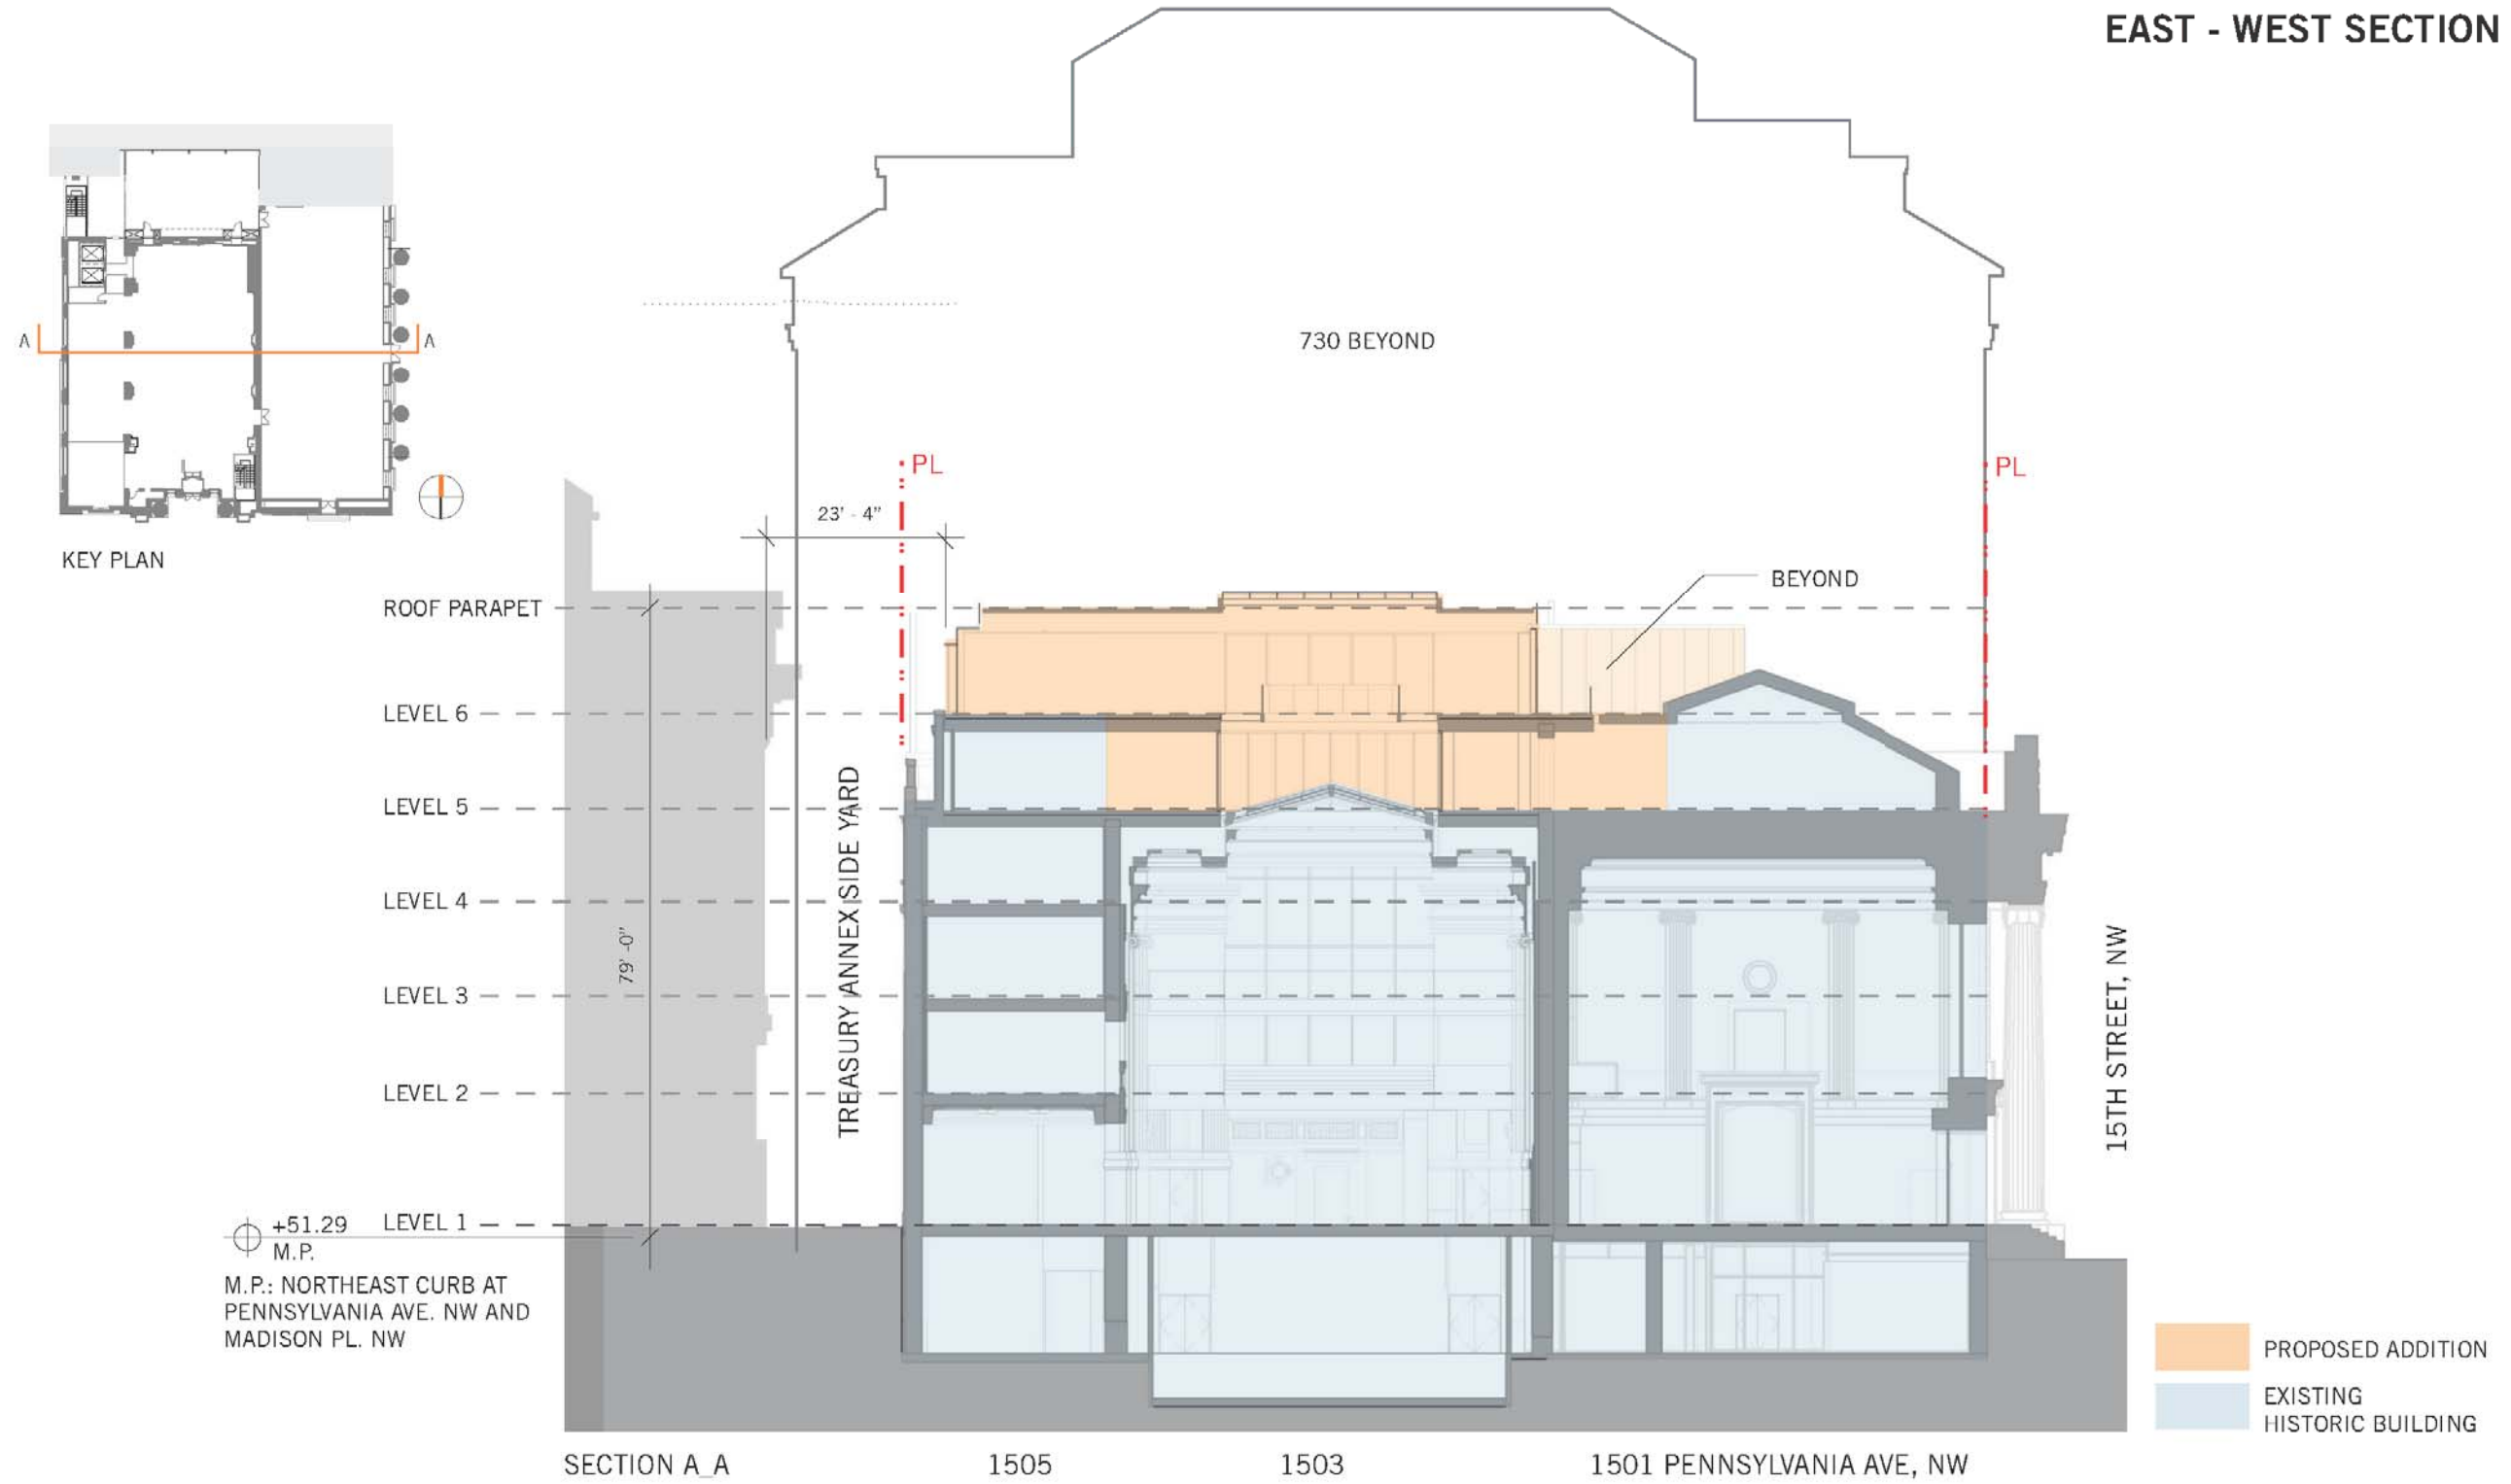 EAST - WEST SECTION
730 BEYOND
A
A
PL
PL
23' - 4"
KEY PLAN
BEYOND
ROOF PARAPET
LEVEL 6
LEVEL 5
LEVEL 4
LEVEL 3
LEVEL 2
LEVEL 1
79' -0"
TREASURY ANNEX SIDE YARD
15TH STREET, NW
+51.29
M.P.
M.P.: NORTHEAST CURB AT
PENNSYLVANIA AVE. NW AND
MADISON PL. NW
PROPOSED ADDITION
EXISTING
HISTORIC BUILDING
SECTION A_A
1505
1503
1501 PENNSYLVANIA AVE, NW